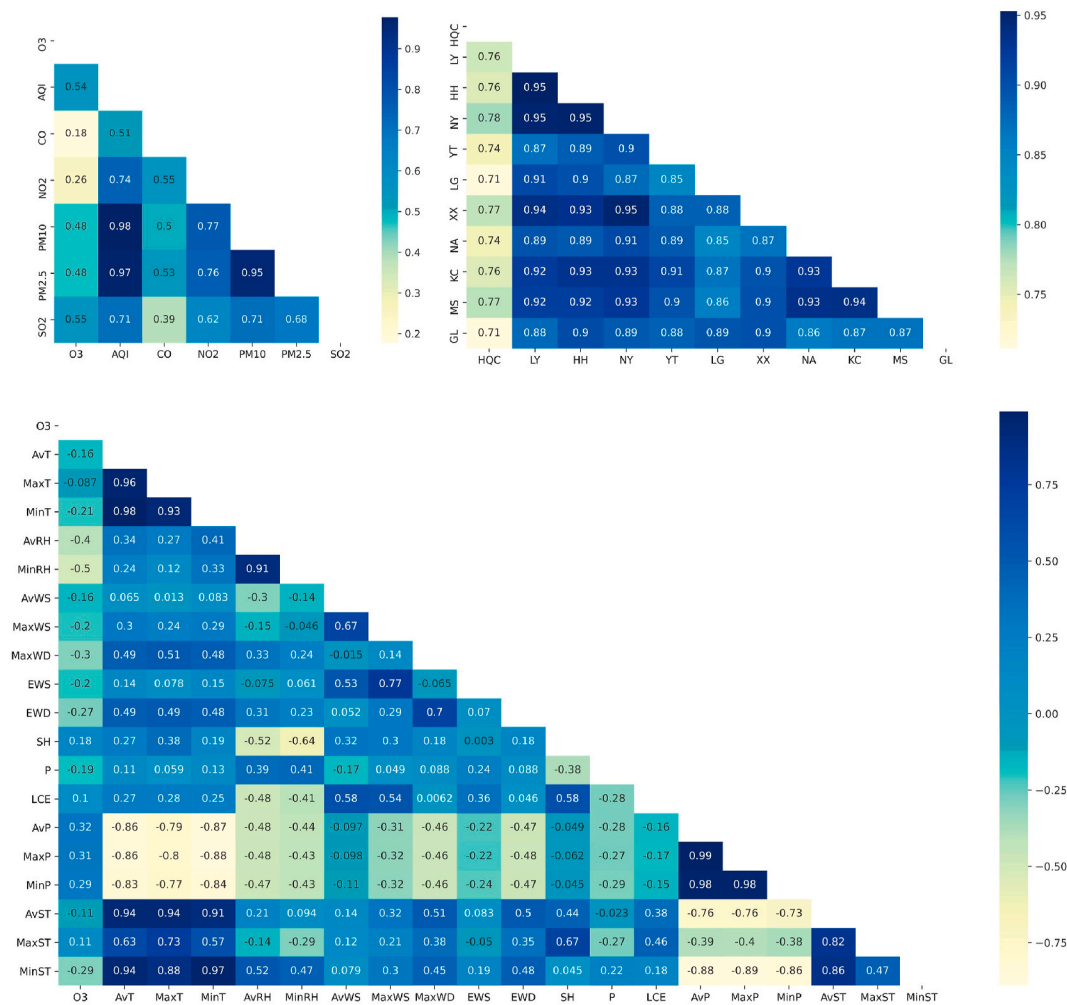 O3
AQI 0.54
CO 0.18 0.51
NO2 0.26 0.74 0.55
PM10 0.48 0.98 0.5 0.77
PM2.5 0.48 0.97 0.53 0.76 0.95
SO2 0.55 0.71 0.39 0.62 0.71 0.68
O3 AQI CO NO2 PM10 PM2.5 SO2
0.9
0.8
0.7
0.6
0.5
0.4
0.3
0.2
HQC
LY 0.76
HH 0.76 0.95
NY 0.78 0.95 0.95
YT 0.74 0.87 0.89 0.9
LG 0.71 0.91 0.9 0.87 0.85
XX 0.77 0.94 0.93 0.95 0.88 0.88
NA 0.74 0.89 0.89 0.91 0.89 0.85 0.87
KC 0.76 0.92 0.93 0.93 0.91 0.87 0.9 0.93
MS 0.77 0.92 0.92 0.93 0.9 0.86 0.9 0.93 0.94
GL 0.71 0.88 0.9 0.89 0.88 0.89 0.9 0.86 0.87 0.87
HQC LY HH NY YT LG XX NA KC MS GL
0.95
0.90
0.85
0.80
0.75
O3
AvT -0.16
MaxT -0.087 0.96
MinT -0.21 0.98 0.93
AvRH -0.4 0.34 0.27 0.41
MinRH -0.5 0.24 0.12 0.33 0.91
AvWS -0.16 0.065 0.013 0.083 -0.3 -0.14
MaxWS -0.2 0.3 0.24 0.29 -0.15 -0.046 0.67
MaxWD -0.3 0.49 0.51 0.48 0.33 0.24 -0.015 0.14
EWS -0.2 0.14 0.078 0.15 -0.075 0.061 0.53 0.77 -0.065
EWD -0.27 0.49 0.49 0.48 0.31 0.23 0.052 0.29 0.7 0.07
SH 0.18 0.27 0.38 0.19 -0.52 -0.64 0.32 0.3 0.18 0.003 0.18
P -0.19 0.11 0.059 0.13 0.39 0.41 -0.17 0.049 0.088 0.24 0.088 -0.38
LCE 0.1 0.27 0.28 0.25 -0.48 -0.41 0.58 0.54 0.0062 0.36 0.046 0.58 -0.28
AvP 0.32 -0.86 -0.79 -0.87 -0.48 -0.44 -0.097 -0.31 -0.46 -0.22 -0.47 -0.049 -0.28 -0.16
MaxP 0.31 -0.86 -0.8 -0.88 -0.48 -0.43 -0.098 -0.32 -0.46 -0.22 -0.48 -0.062 -0.27 -0.17 0.99
MinP 0.29 -0.83 -0.77 -0.84 -0.47 -0.43 -0.11 -0.32 -0.46 -0.24 -0.47 -0.045 -0.29 -0.15 0.98 0.98
AvST -0.11 0.94 0.94 0.91 0.21 0.094 0.14 0.32 0.51 0.083 0.5 0.44 -0.023 0.38 -0.76 -0.76 -0.73
MaxST 0.11 0.63 0.73 0.57 -0.14 -0.29 0.12 0.21 0.38 -0.05 0.35 0.67 -0.27 0.46 -0.39 -0.4 -0.38 0.82
MinST -0.29 0.94 0.88 0.97 0.52 0.47 0.079 0.3 0.45 0.19 0.48 0.045 0.22 0.18 -0.88 -0.89 -0.86 0.86 0.47
O3 AvT MaxT MinT AvRH MinRH AvWS MaxWS MaxWD EWS EWD SH P LCE AvP MaxP MinP AvST MaxST MinST
0.75
0.50
0.25
0.00
-0.25
-0.50
-0.75